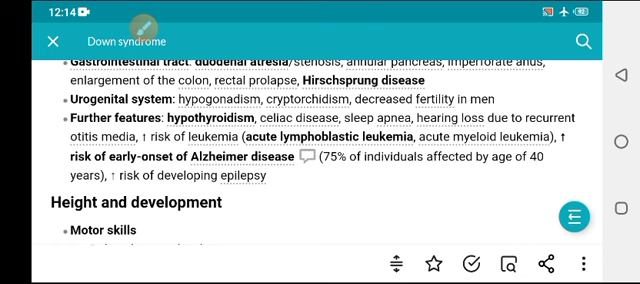 12:14
92
Down syndrome
Gastrointestinal tract: duodenal atresia/stenosis, annular pancreas, imperforate anus,
enlargement of the colon, rectal prolapse, Hirschsprung disease
Urogenital system: hypogonadism, cryptorchidism, decreased fertility in men
Further features: hypothyroidism, celiac disease, sleep apnea, hearing loss due to recurrent
otitis media, ↑ risk of leukemia (acute lymphoblastic leukemia, acute myeloid leukemia), ↑
risk of early-onset of Alzheimer disease (75% of individuals affected by age of 40
years), ↑ risk of developing epilepsy
Height and development
Motor skills